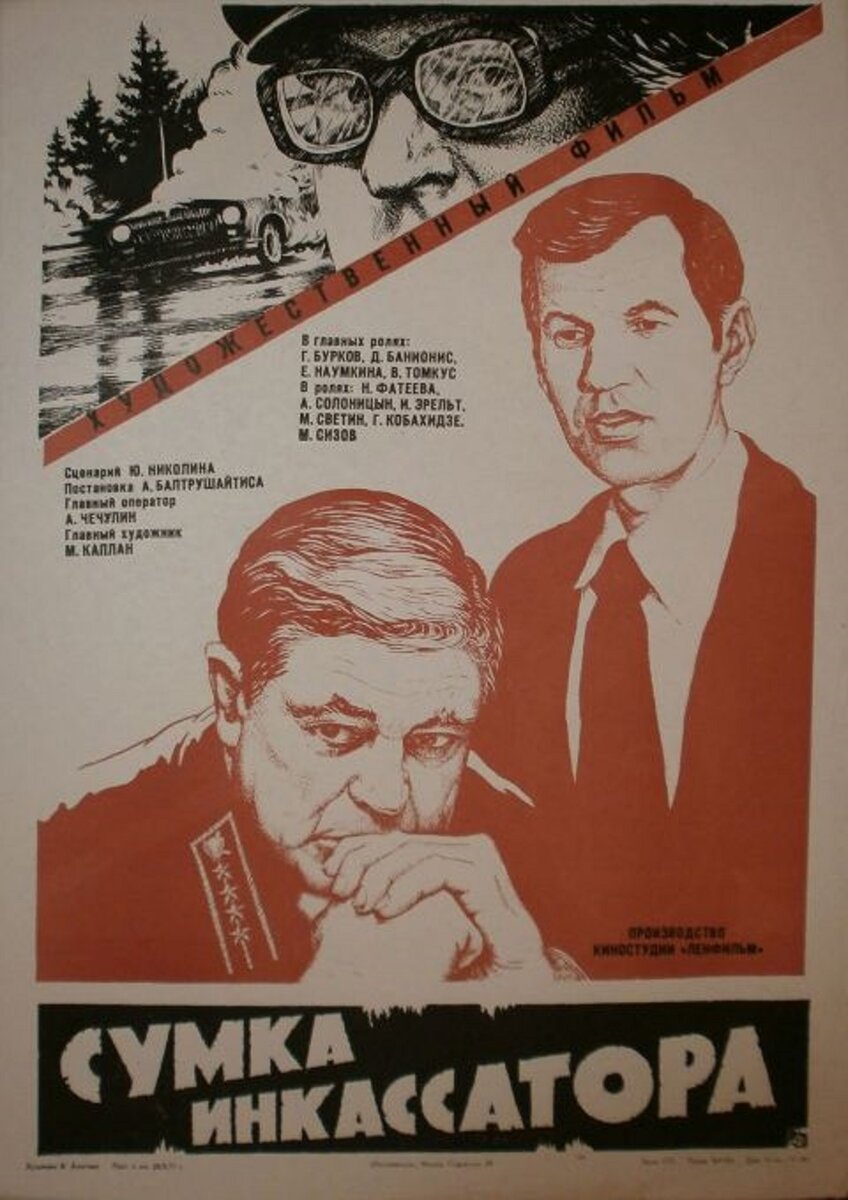 ХУДОЖЕСТВЕННЫЙ ФИЛЬМ
В главных ролях:
Г. БУРКОВ, Д. БАНИОНИС,
Е. НАУМКИНА, В. ТОМКУС
В ролях: Н. ФАТЕЕВА,
А. СОЛОНИЦЫН, И. ЭРЕЛЬТ,
М. СВЕТИН, Г. КОБАХИДЗЕ,
М. СИЗОВ
Сценарий Ю. НИКОЛИНА
Постановка А. БАЛТРУШАЙТИСА
Главный оператор
А. ЧЕЧУЛИН
Главный художник
М. КАПЛАН
ПРОИЗВОДСТВО
КИНОСТУДИИ «ЛЕНФИЛЬМ»
СУМКА
ИНКАССАТОРА